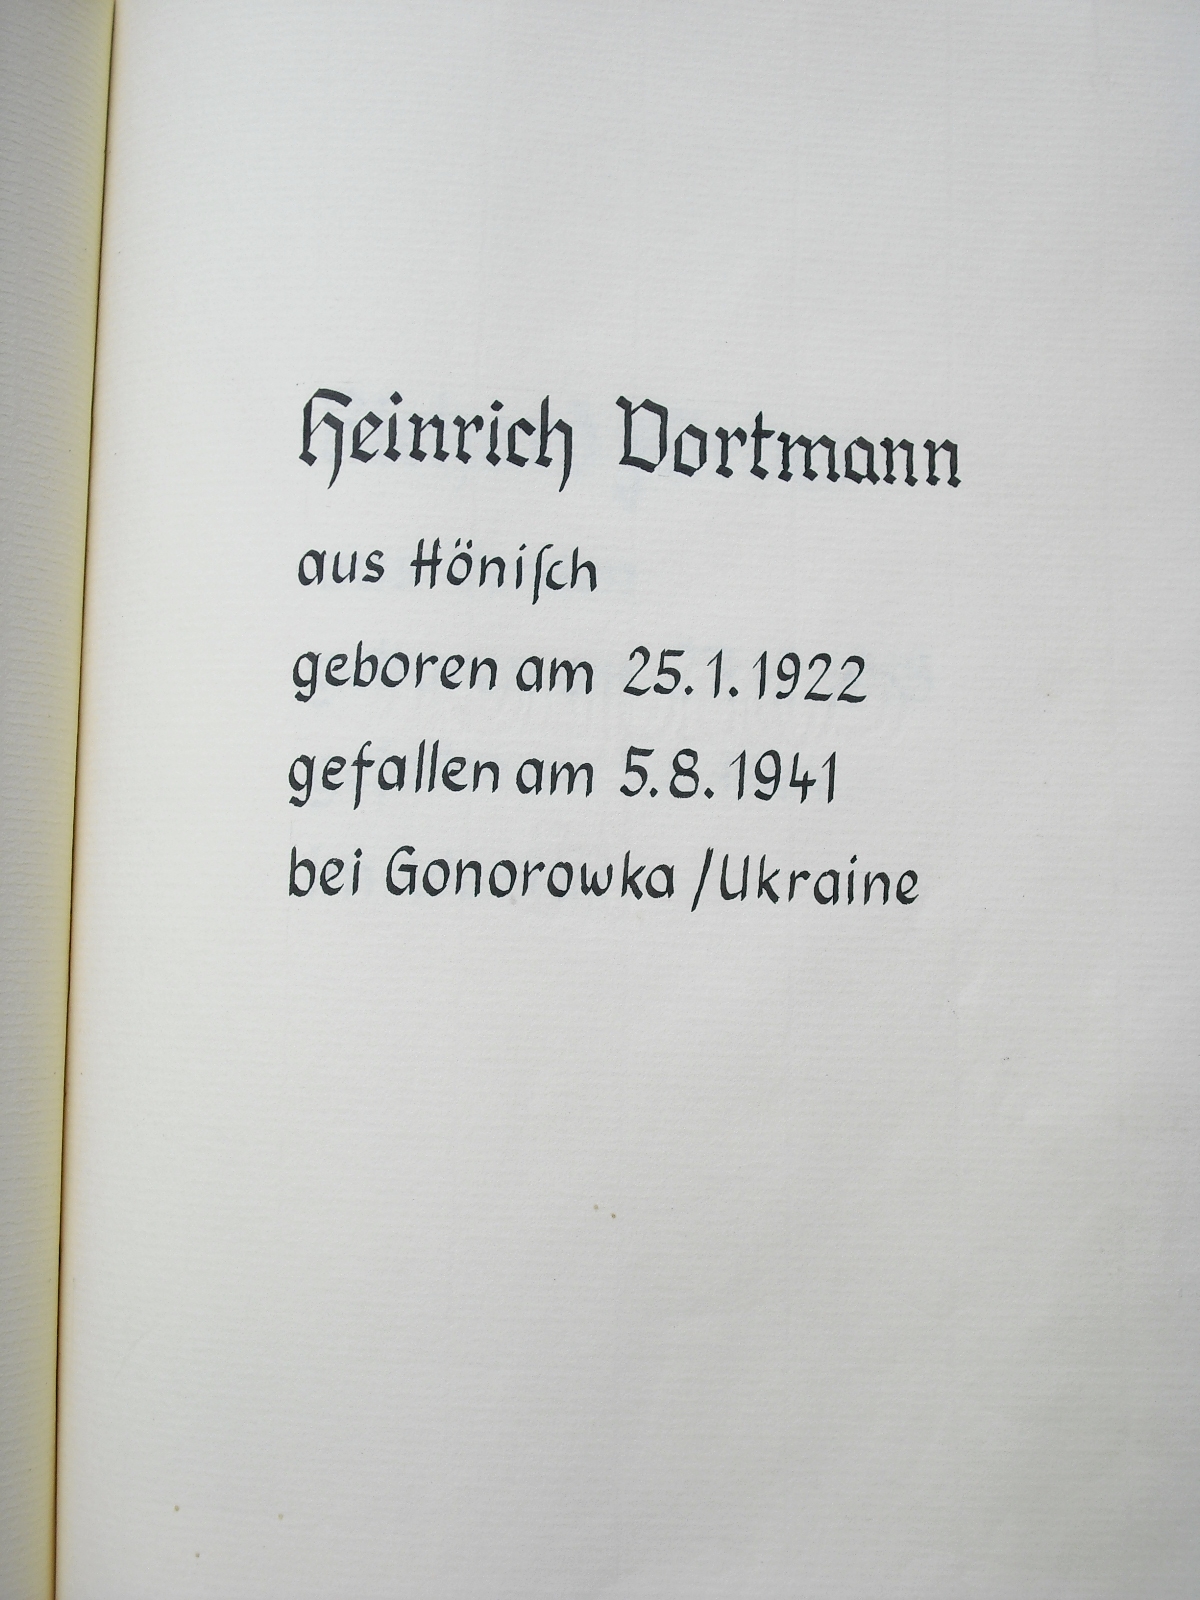 Heinrich Dortmann
aus Höniſch
geboren am 25.1.1922
gefallen am 5.8.1941
bei Gonorowka /Ukraine